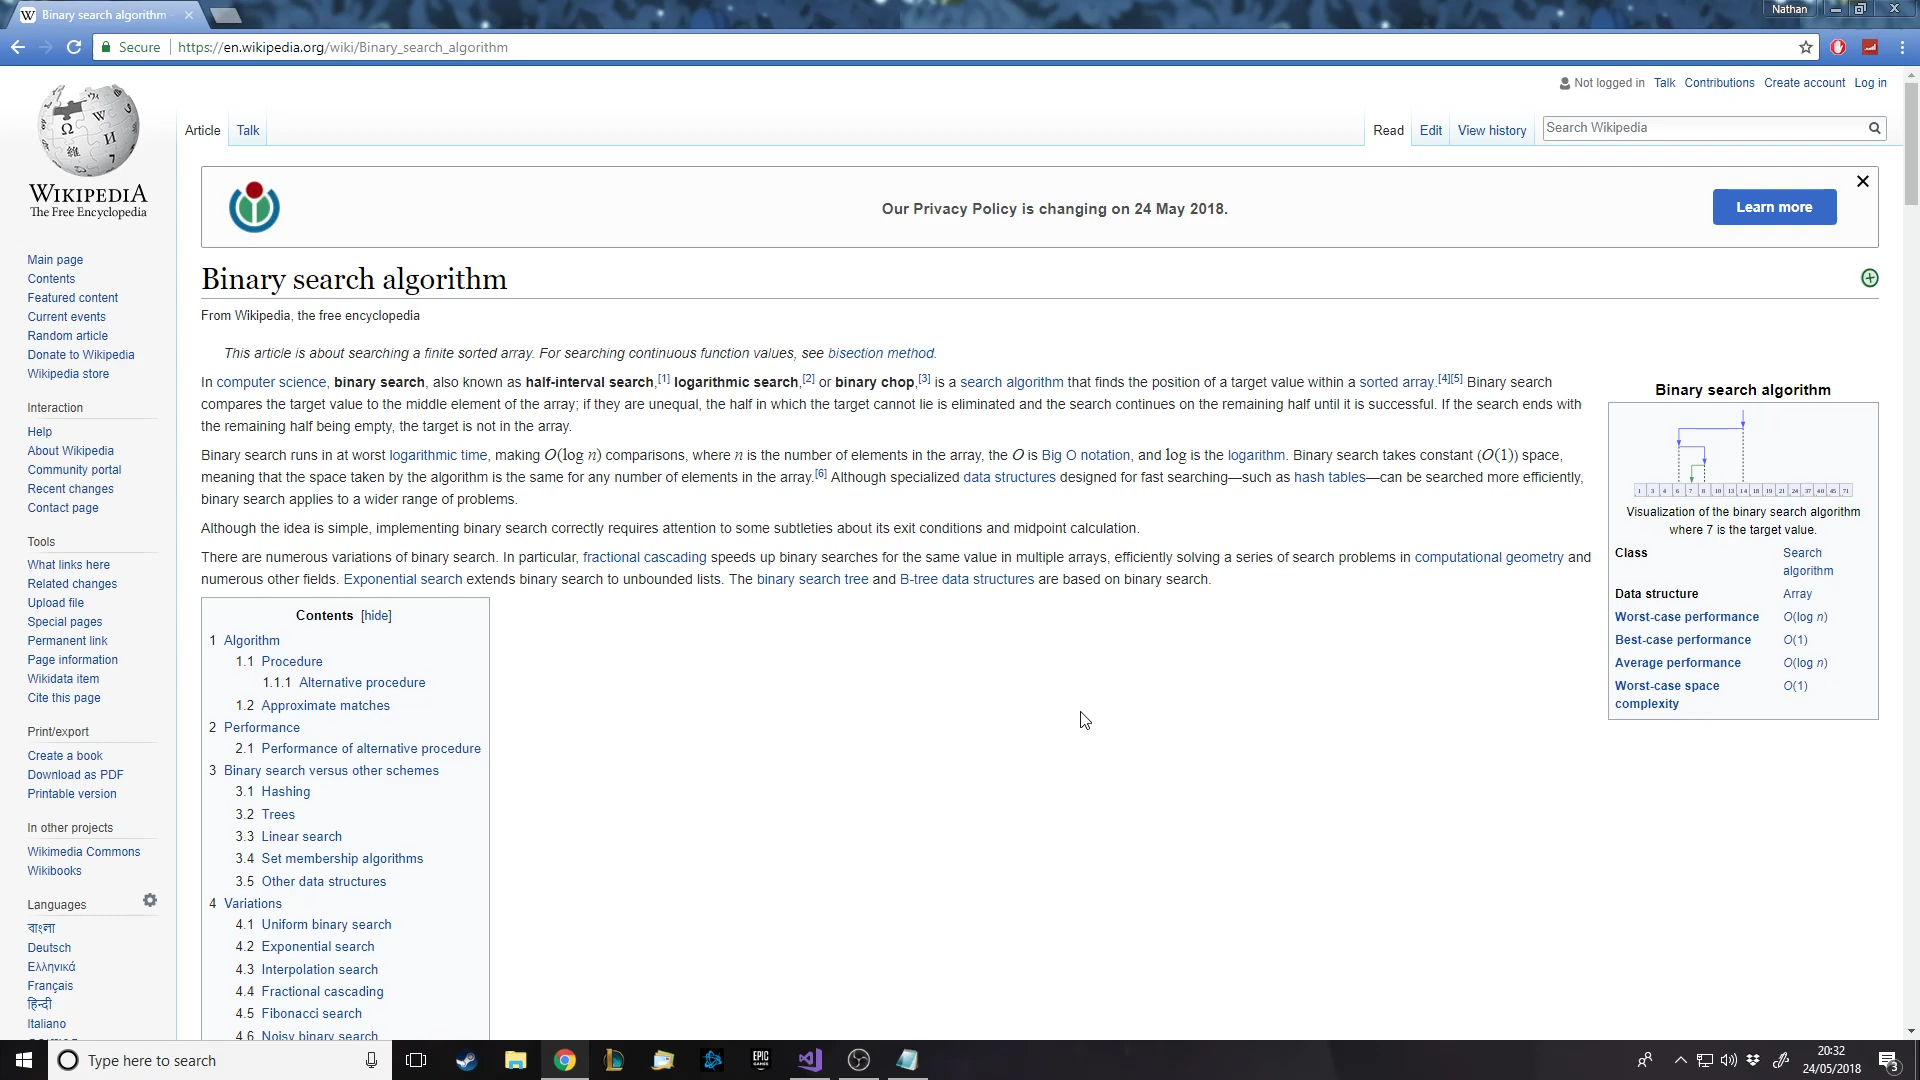 Binary search algorithm
Nathan
Secure
https://en.wikipedia.org/wiki/Binary_search_algorithm
Not logged in Talk Contributions Create account Log in
Article Talk
Read Edit View history
Search Wikipedia
WIKIPEDIA
The Free Encyclopedia
Our Privacy Policy is changing on 24 May 2018.
Learn more
Main page
Contents
Featured content
Current events
Random article
Donate to Wikipedia
Wikipedia store
Interaction
Help
About Wikipedia
Community portal
Recent changes
Contact page
Tools
What links here
Related changes
Upload file
Special pages
Permanent link
Page information
Wikidata item
Cite this page
Print/export
Create a book
Download as PDF
Printable version
In other projects
Wikimedia Commons
Wikibooks
Languages
বাংলা
Deutsch
Ελληνικά
Français
हिन्दी
Italiano
Binary search algorithm
From Wikipedia, the free encyclopedia
This article is about searching a finite sorted array. For searching continuous function values, see bisection method.
In computer science, binary search, also known as half-interval search,[1] logarithmic search,[2] or binary chop,[3] is a search algorithm that finds the position of a target value within a sorted array.[4][5] Binary search
compares the target value to the middle element of the array; if they are unequal, the half in which the target cannot lie is eliminated and the search continues on the remaining half until it is successful. If the search ends with
the remaining half being empty, the target is not in the array.
Binary search runs in at worst logarithmic time, making O(log n) comparisons, where n is the number of elements in the array, the O is Big O notation, and log is the logarithm. Binary search takes constant (O(1)) space,
meaning that the space taken by the algorithm is the same for any number of elements in the array.[6] Although specialized data structures designed for fast searching—such as hash tables—can be searched more efficiently,
binary search applies to a wider range of problems.
Although the idea is simple, implementing binary search correctly requires attention to some subtleties about its exit conditions and midpoint calculation.
There are numerous variations of binary search. In particular, fractional cascading speeds up binary searches for the same value in multiple arrays, efficiently solving a series of search problems in computational geometry and
numerous other fields. Exponential search extends binary search to unbounded lists. The binary search tree and B-tree data structures are based on binary search.
Contents [hide]
1 Algorithm
1.1 Procedure
1.1.1 Alternative procedure
1.2 Approximate matches
2 Performance
2.1 Performance of alternative procedure
3 Binary search versus other schemes
3.1 Hashing
3.2 Trees
3.3 Linear search
3.4 Set membership algorithms
3.5 Other data structures
4 Variations
4.1 Uniform binary search
4.2 Exponential search
4.3 Interpolation search
4.4 Fractional cascading
4.5 Fibonacci search
4.6 Noisy binary search
Binary search algorithm
1 3 4 6 7 8 10 13 14 18 19 21 24 37 40 45 71
Visualization of the binary search algorithm
where 7 is the target value.
Class Search
algorithm
Data structure Array
Worst-case performance O(log n)
Best-case performance O(1)
Average performance O(log n)
Worst-case space O(1)
complexity
Type here to search
EPIC
GAMES
20:32
24/05/2018
3